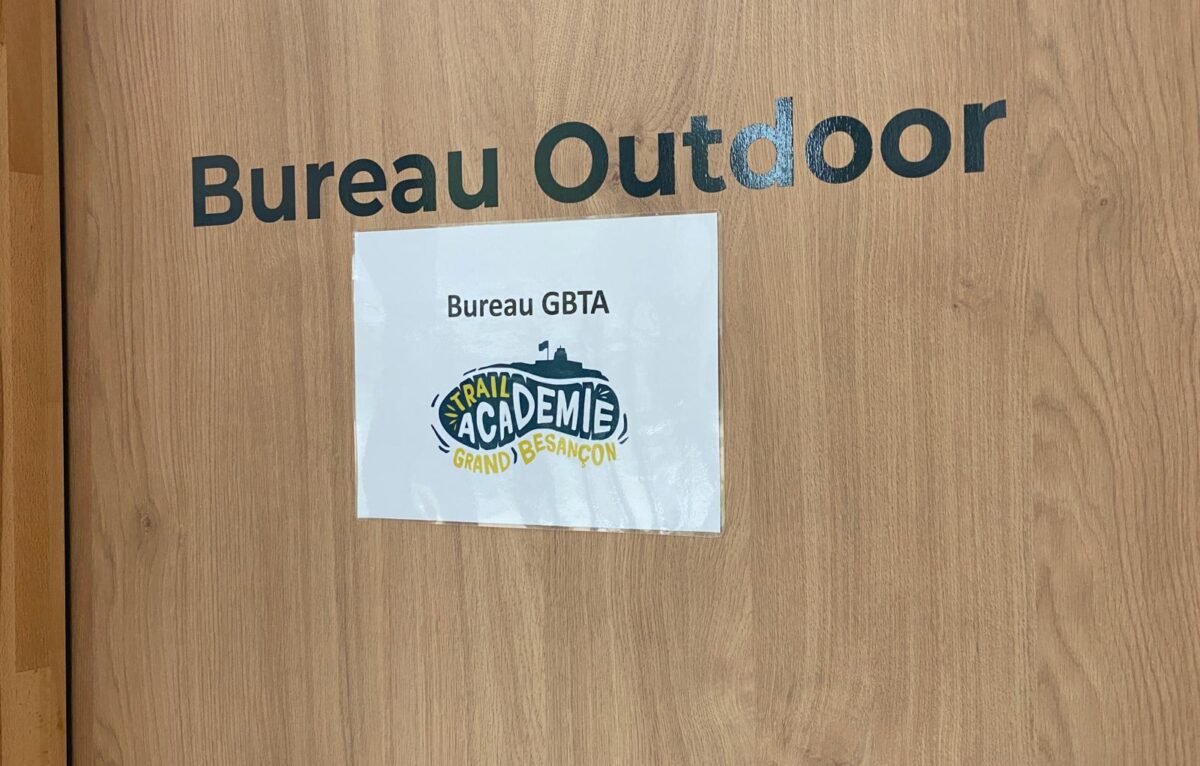 Bureau Outdoor
Bureau GBTA
TRAIL
ACADEMIE
GRAND BESANÇON